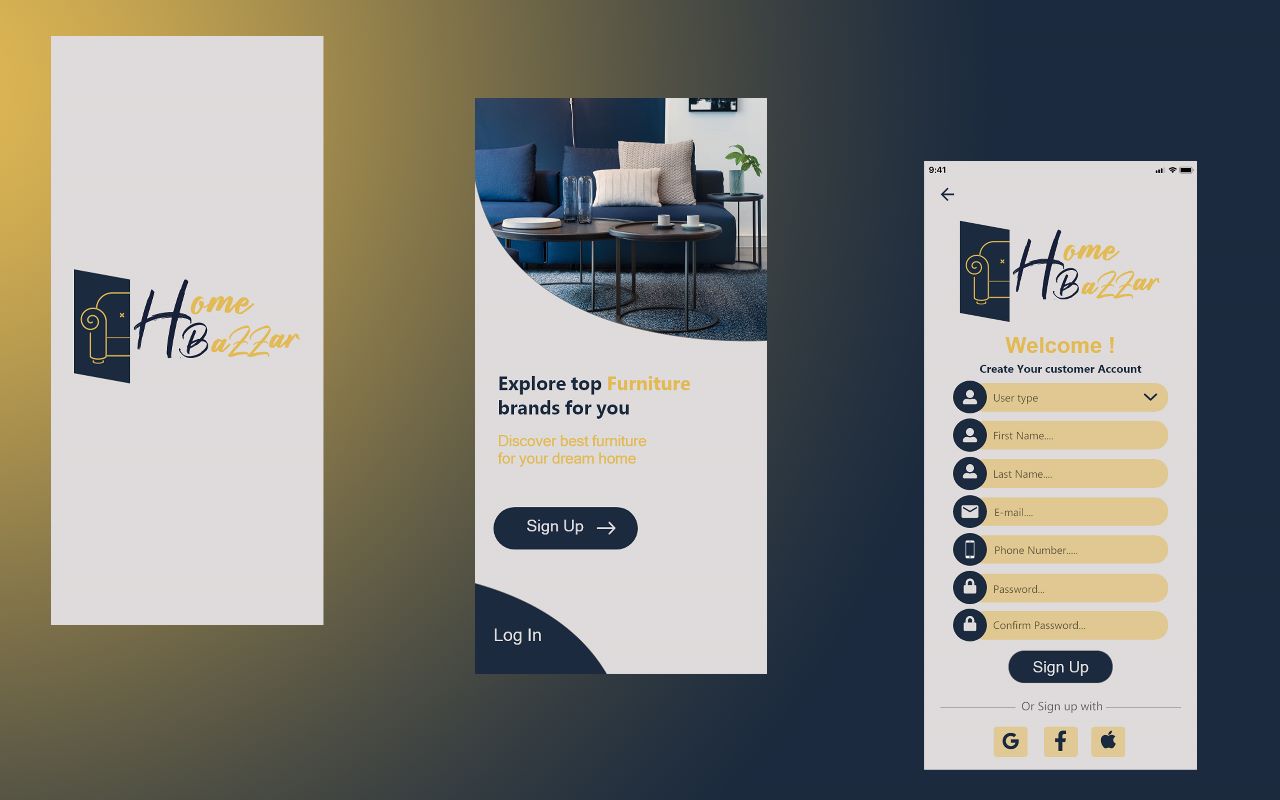 Home
BaZZar
Explore top Furniture
brands for you
Discover best furniture
for your dream home
Sign Up
Log In
9:41
Home
BaZZar
Welcome !
Create Your customer Account
User type
First Name....
Last Name....
E-mail....
Phone Number.....
Password...
Confirm Password...
Sign Up
Or Sign up with
G f